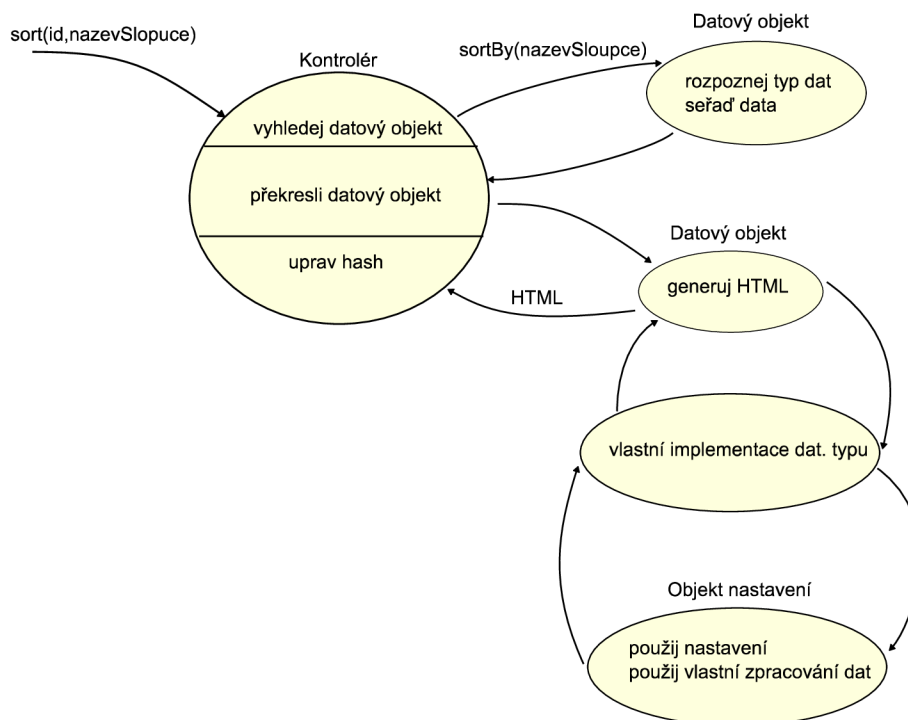 sort(id,nazevSlopuce)
Kontrolér
vyhledej datový objekt
překresli datový objekt
uprav hash
sortBy(nazevSloupce)
Datový objekt
rozpoznej typ dat
seřaď data
Datový objekt
generuj HTML
HTML
vlastní implementace dat. typu
Objekt nastavení
použij nastavení
použij vlastní zpracování dat